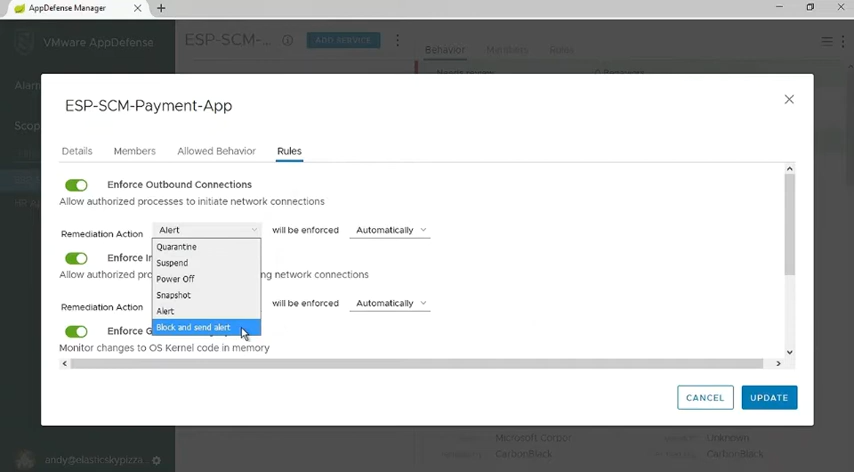 AppDefense Manager
VMware AppDefense
ESP-SCM-...
ADD SERVICE
Behavior
Members
Rules
ESP-SCM-Payment-App
Details
Members
Allowed Behavior
Rules
Enforce Outbound Connections
Allow authorized processes to initiate network connections
Remediation Action
Alert
will be enforced
Automatically
Quarantine
Suspend
Power Off
Snapshot
Alert
Block and send alert
Enforce
Allow authorized network connections
Remediation Action
will be enforced
Automatically
Enforce
Monitor changes to OS Kernel code in memory
CANCEL
UPDATE
andy@elasticskypizza
Microsoft Corpor
Unknown
CarbonBlack
CarbonBlack